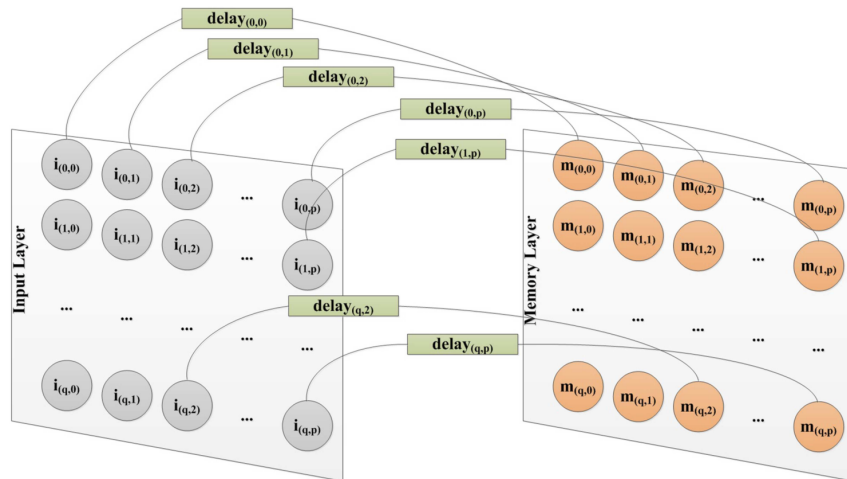 delay(0,0)
delay(0,1)
delay(0,2)
delay(0,p)
delay(1,p)
Input Layer
i(0,0) i(0,1) i(0,2) ... i(0,p)
i(1,0) i(1,1) i(1,2) ... i(1,p)
... ... ... ...
i(q,0) i(q,1) i(q,2) ... i(q,p)
delay(q,2)
delay(q,p)
Memory Layer
m(0,0) m(0,1) m(0,2) ... m(0,p)
m(1,0) m(1,1) m(1,2) ... m(1,p)
... ... ... ...
m(q,0) m(q,1) m(q,2) ... m(q,p)